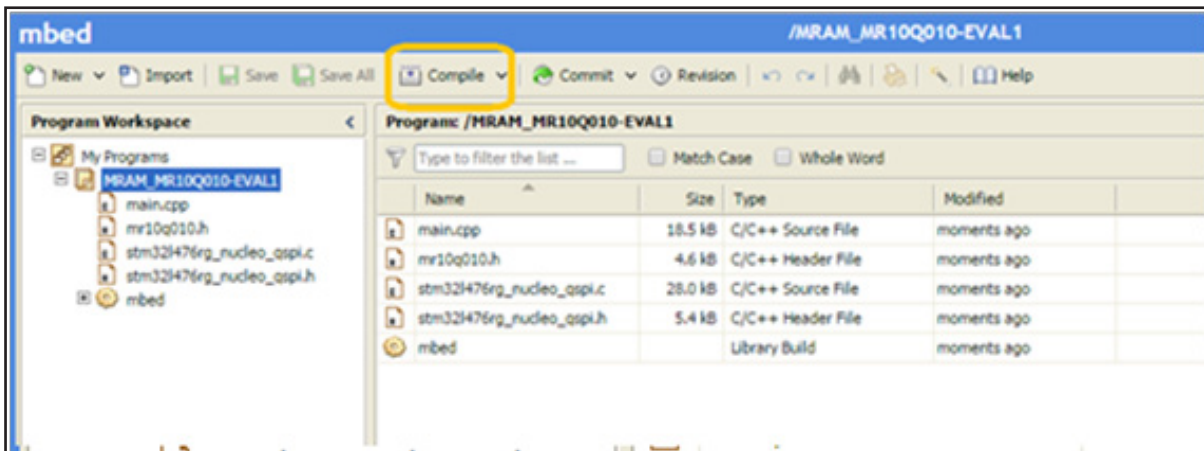 mbed /MRAM_MR10Q010-EVAL1
New Import Save Save All Compile Commit Revision Help
Program Workspace < Program: /MRAM_MR10Q010-EVAL1
My Programs
MRAM_MR10Q010-EVAL1
main.cpp
mr10q010.h
stm32l476rg_nucleo_qspi.c
stm32l476rg_nucleo_qspi.h
mbed
Type to filter the list ... Match Case Whole Word
Name Size Type Modified
main.cpp 18.5 kB C/C++ Source File moments ago
mr10q010.h 4.6 kB C/C++ Header File moments ago
stm32l476rg_nucleo_qspi.c 28.0 kB C/C++ Source File moments ago
stm32l476rg_nucleo_qspi.h 5.4 kB C/C++ Header File moments ago
mbed Library Build moments ago